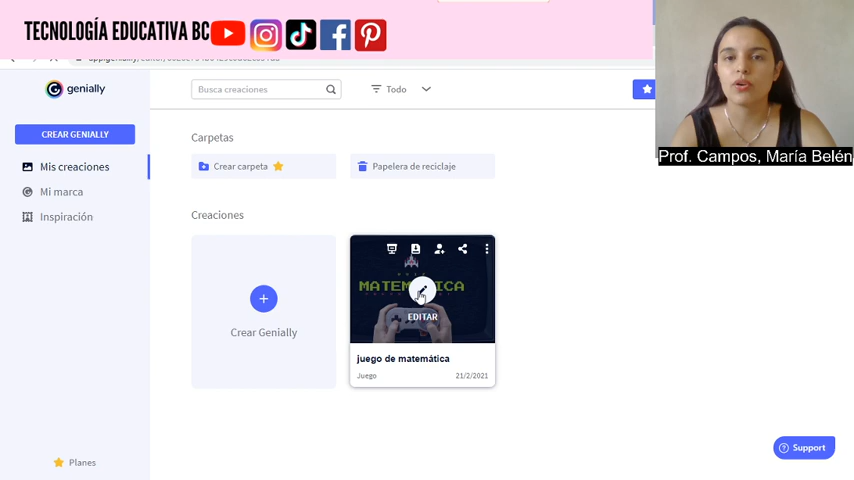 TECNOLOGÍA EDUCATIVA BC
genially
Busca creaciones
Todo
CREAR GENIALLY
Prof. Campos, María Belén
Carpetas
Mis creaciones
Crear carpeta
Papelera de reciclaje
Mi marca
Inspiración
Creaciones
MATEMÁTICA
EDITAR
Crear Genially
juego de matemática
Juego
21/2/2021
Support
Planes